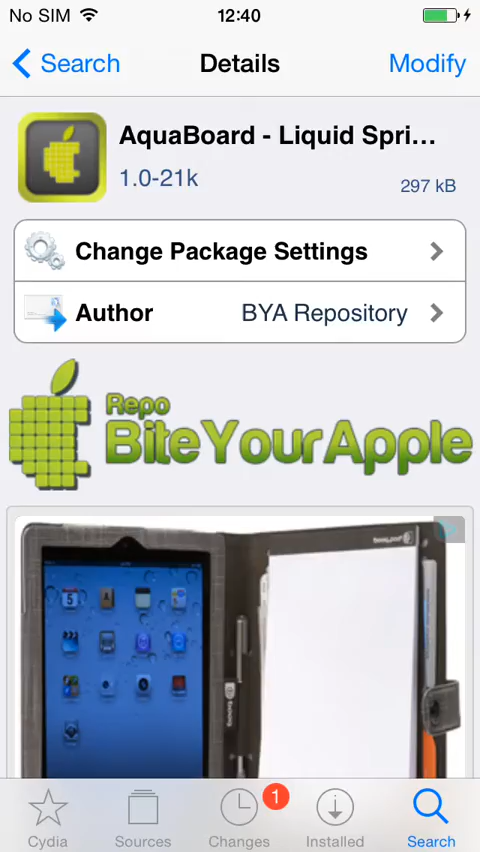 No SIM 12:40
Search Details Modify
AquaBoard - Liquid Spri...
1.0-21k
297 kB
Change Package Settings
Author BYA Repository
Repo
BiteYourApple
Cydia Sources Changes 1 Installed Search